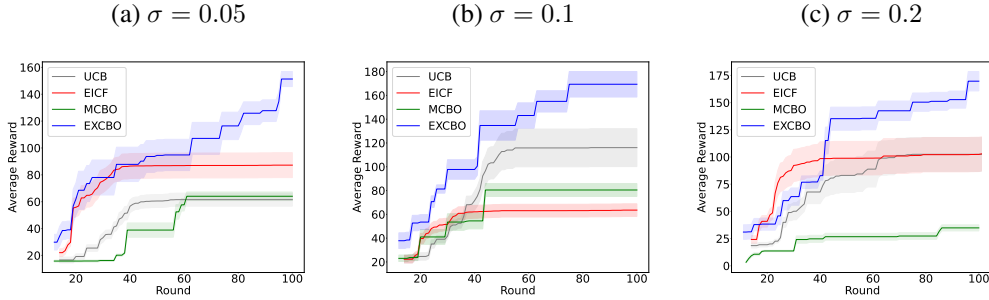 (a) σ = 0.05
(b) σ = 0.1
(c) σ = 0.2
Average Reward
160
140
120
100
80
60
40
20
UCB
EICF
MCBO
EXCBO
20
40
60
80
100
Round
Average Reward
180
160
140
120
100
80
60
40
20
UCB
EICF
MCBO
EXCBO
20
40
60
80
100
Round
Average Reward
175
150
125
100
75
50
25
0
UCB
EICF
MCBO
EXCBO
20
40
60
80
100
Round